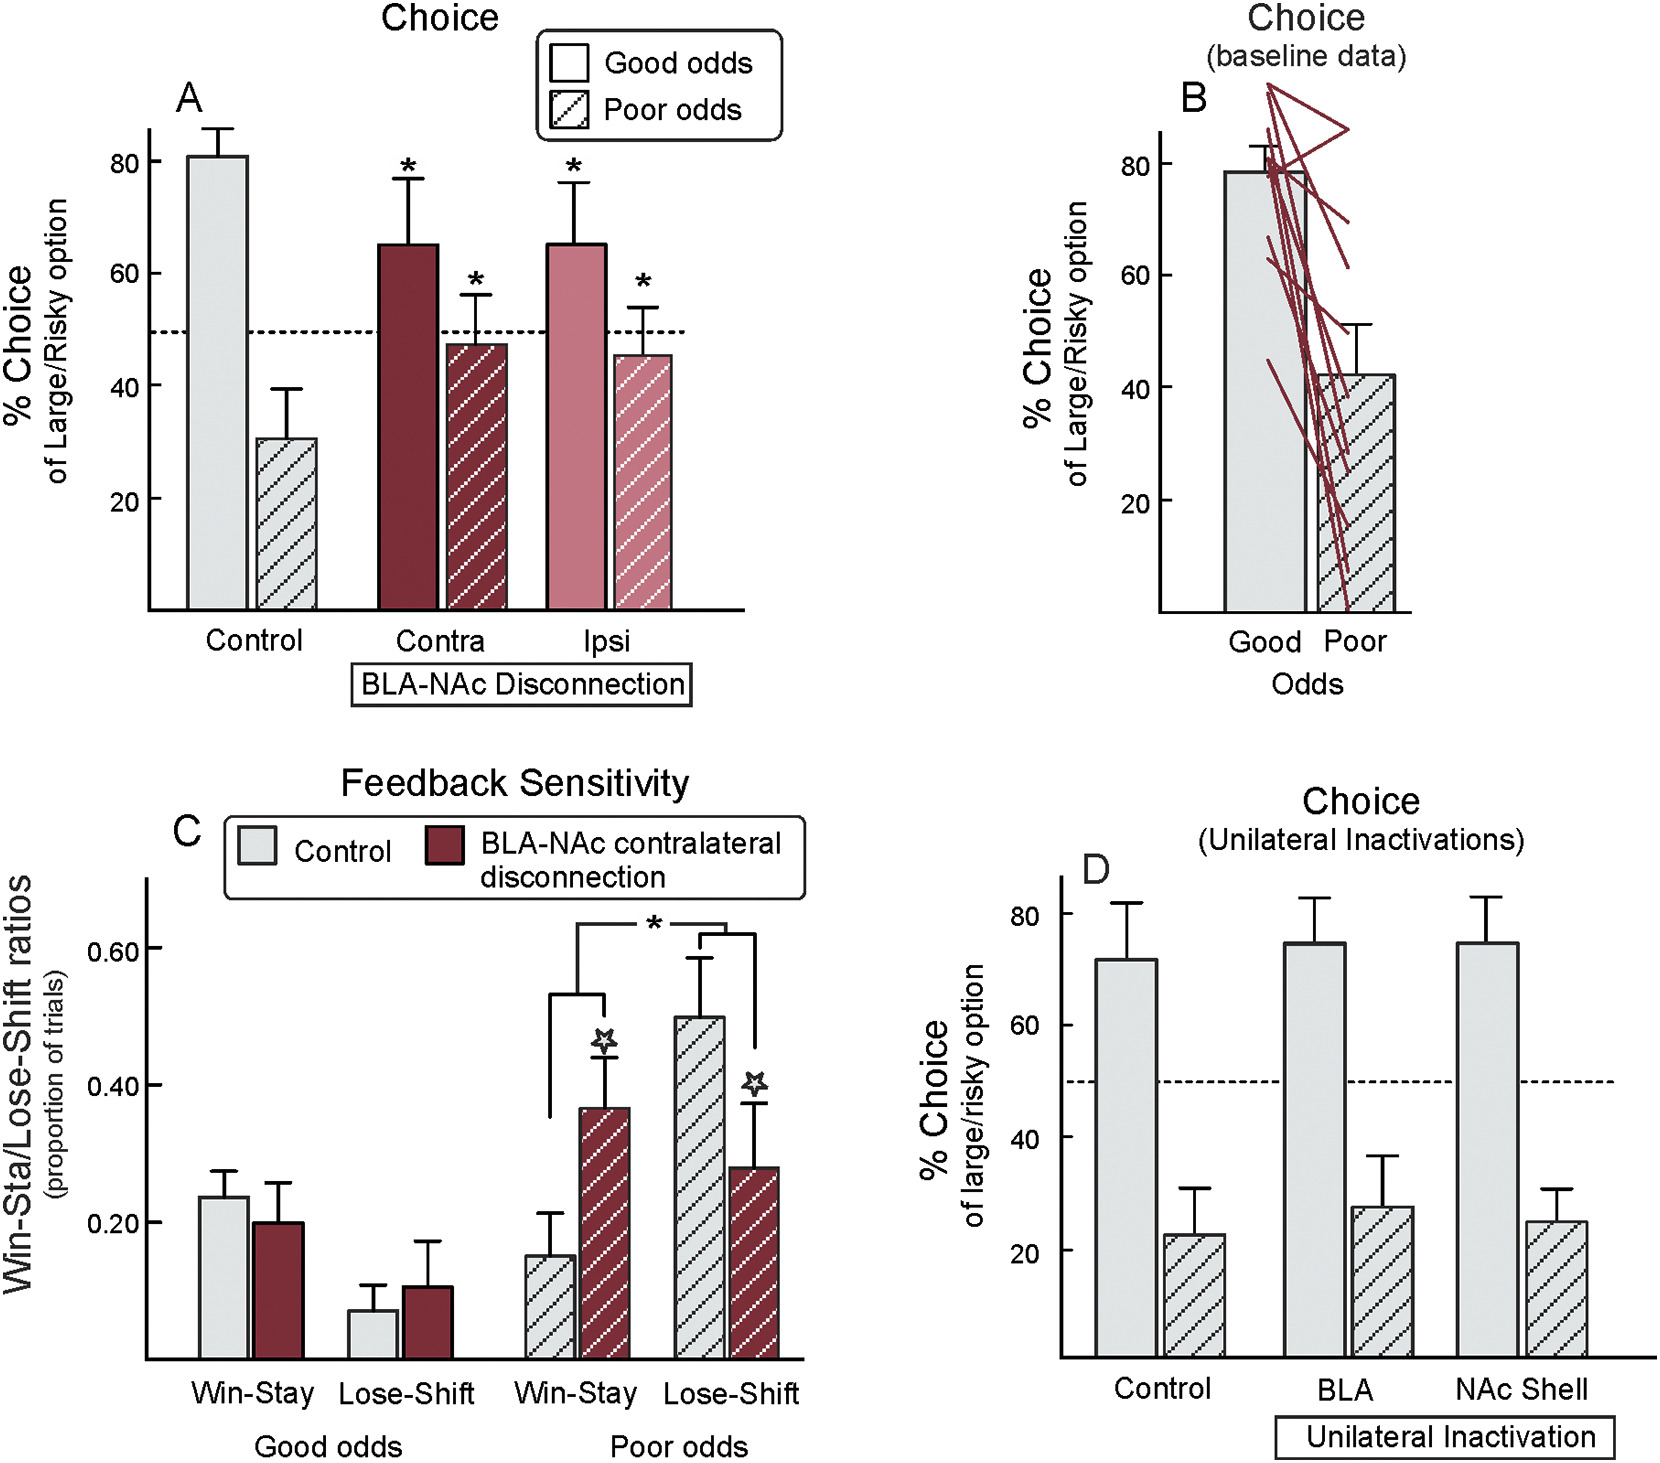 Choice
Good odds
Poor odds
A
80
60
40
20
% Choice
of Large/Risky option
*
*
*
*
Control
Contra
Ipsi
BLA-NAc Disconnection
Choice
(baseline data)
B
80
60
40
20
% Choice
of Large/Risky option
Good
Poor
Odds
Feedback Sensitivity
C
Control
BLA-NAc contralateral
disconnection
0.60
0.40
0.20
Win-Sta/Lose-Shift ratios
(proportion of trials)
*
Win-Stay
Lose-Shift
Win-Stay
Lose-Shift
Good odds
Poor odds
Choice
(Unilateral Inactivations)
D
80
60
40
20
% Choice
of large/risky option
Control
BLA
NAc Shell
Unilateral Inactivation